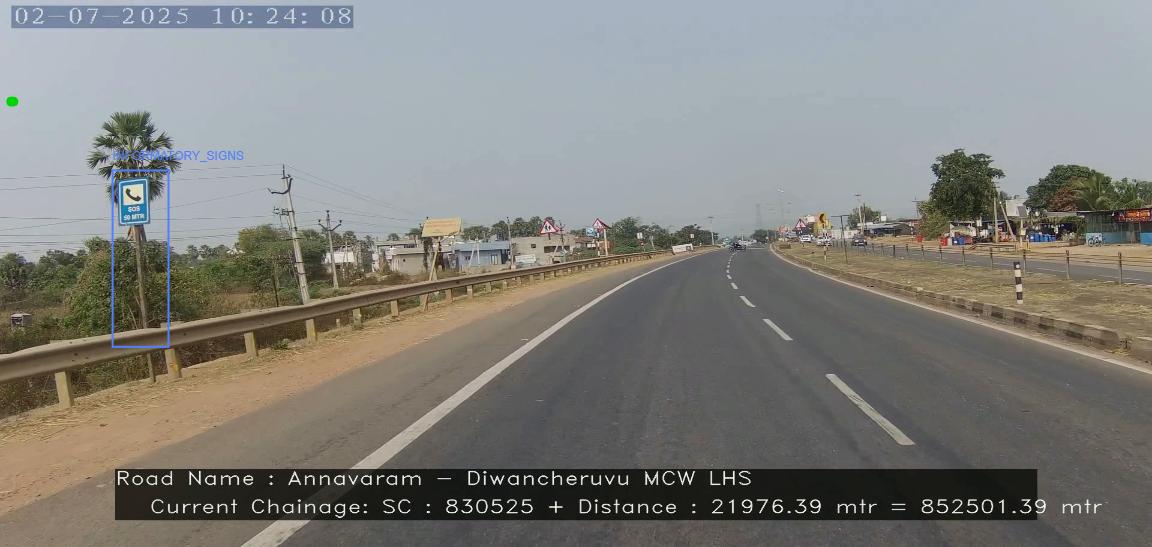 02-07-2025 10:24:08
INFORMATORY_SIGNS
SOS
50 MTR
Road Name : Annavaram - Diwancheruvu MCW LHS
Current Chainage: SC : 830525 + Distance : 21976.39 mtr = 852501.39 mtr